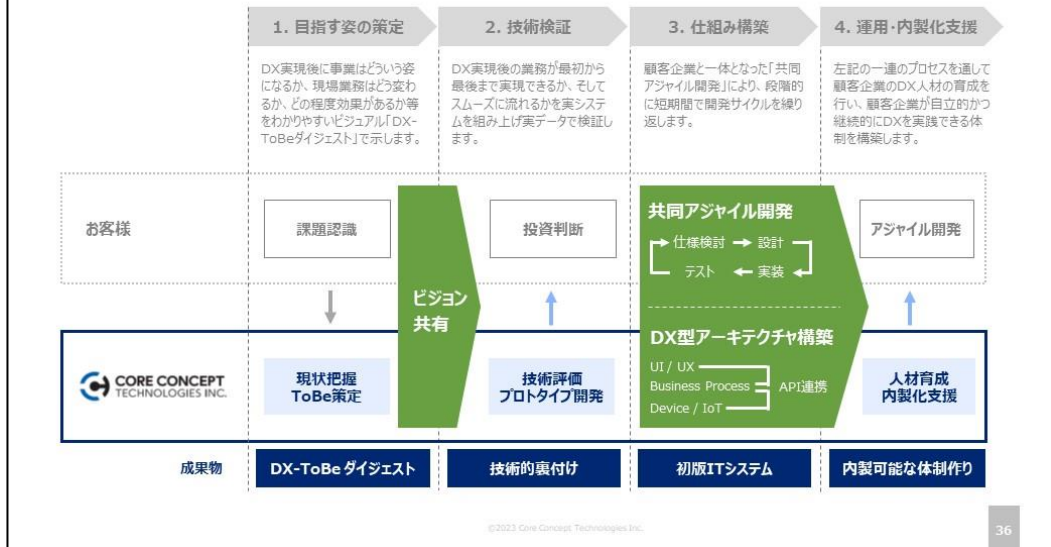 1. 目指す姿の策定
2. 技術検証
3. 仕組み構築
4. 運用・内製化支援
DX実現後に事業はどういう姿
になるか、現場業務はどう変わ
るか、どの程度効果があるか等
をわかりやすいビジュアル「DX-
ToBeダイジェスト」で示します。
DX実現後の業務が最初から
最後まで実現できるか、そして
スムーズに流れるかを実システ
ムを組み上げ実データで検証し
ます。
顧客企業と一体となった「共同
アジャイル開発」により、段階的
に短期間で開発サイクルを繰り
返します。
左記の一連のプロセスを通して
顧客企業のDX人材の育成を
行い、顧客企業が自立的かつ
継続的にDXを実践できる体
制を構築します。
お客様
課題認識
ビジョン
共有
投資判断
共同アジャイル開発
仕様検討
設計
テスト
実装
アジャイル開発
DX型アーキテクチャ構築
UI / UX
Business Process
API連携
Device / IoT
CORE CONCEPT
TECHNOLOGIES INC.
現状把握
ToBe策定
技術評価
プロトタイプ開発
人材育成
内製化支援
成果物
DX-ToBe ダイジェスト
技術的裏付け
初版ITシステム
内製可能な体制作り
©2023 Core Concept Technologies Inc.
36